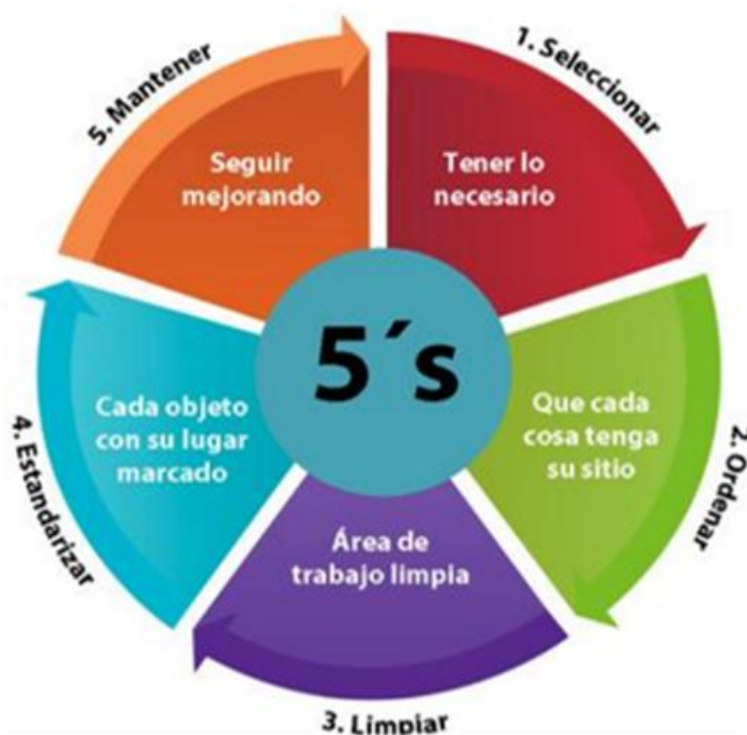 5´s
1. Seleccionar
Tener lo
necesario
2. Ordenar
Que cada
cosa tenga
su sitio
3. Limpiar
Área de
trabajo limpia
4. Estandarizar
Cada objeto
con su lugar
marcado
5. Mantener
Seguir
mejorando